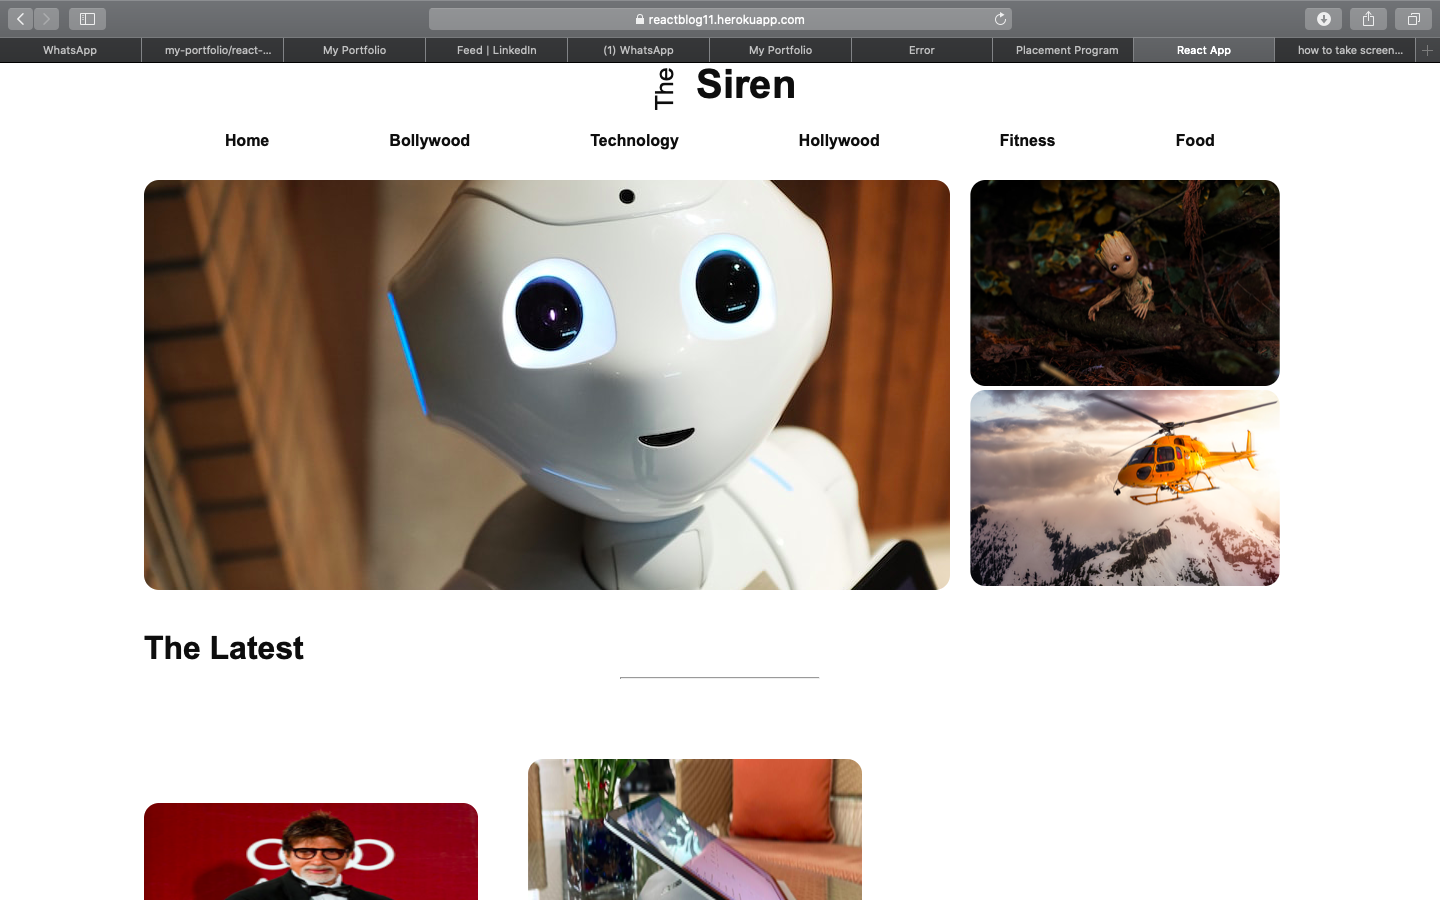 reactblog11.herokuapp.com
WhatsApp
my-portfolio/react-...
My Portfolio
Feed | LinkedIn
(1) WhatsApp
My Portfolio
Error
Placement Program
React App
how to take screen...
The Siren
Home
Bollywood
Technology
Hollywood
Fitness
Food
The Latest